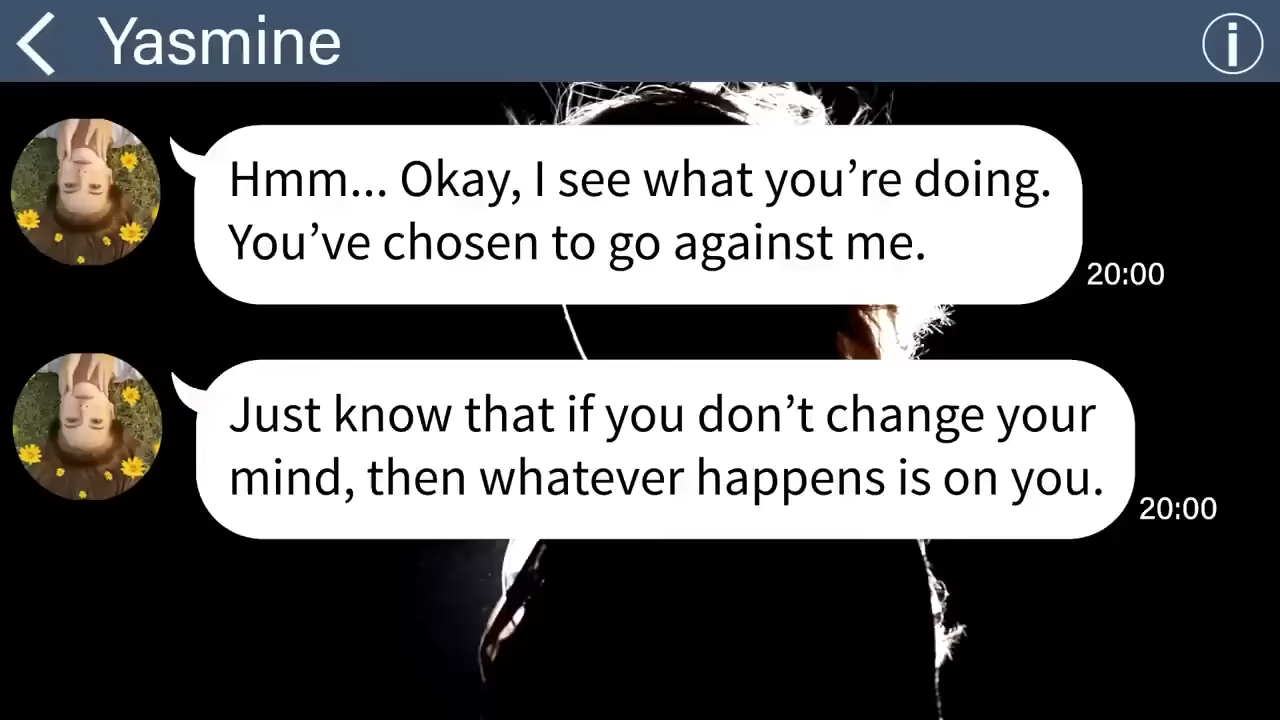 Yasmine
Hmm... Okay, I see what you’re doing.
You’ve chosen to go against me.
20:00
Just know that if you don’t change your
mind, then whatever happens is on you.
20:00